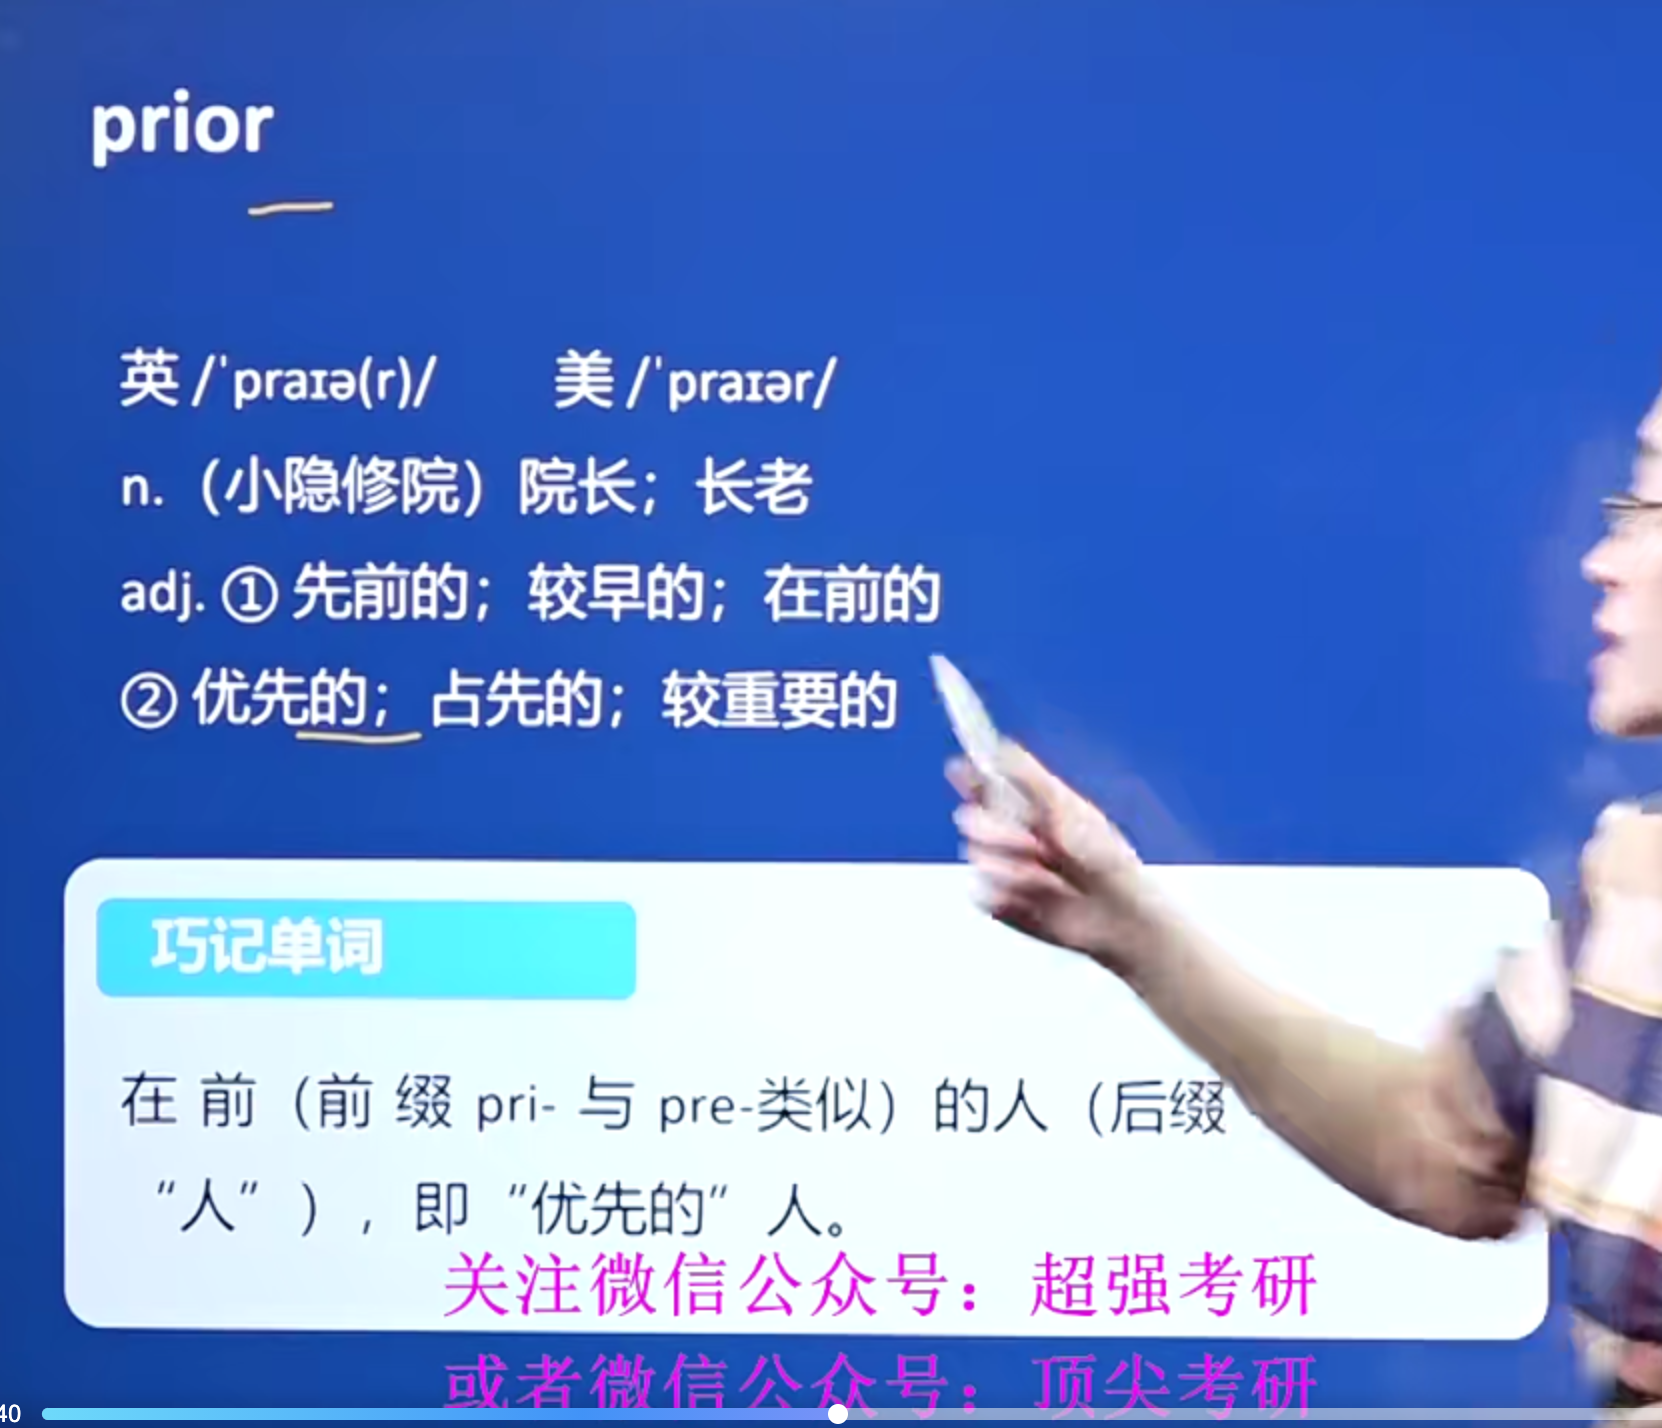 prior
英 /ˈpraɪə(r)/ 美 /ˈpraɪər/
n.（小隐修院）院长；长老
adj. ① 先前的；较早的；在前的
② 优先的；占先的；较重要的
巧记单词
在前（前缀 pri- 与 pre-类似）的人（后缀
“人”），即“优先的”人。
关注微信公众号：超强考研
或者微信公众号：顶尖考研
40